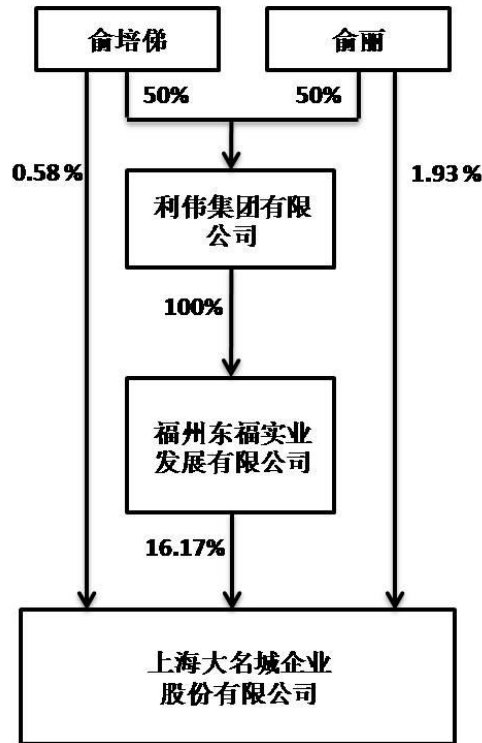 俞培俤
俞丽
50%
50%
0.58%
1.93%
利伟集团有限
公司
100%
福州东福实业
发展有限公司
16.17%
上海大名城企业
股份有限公司